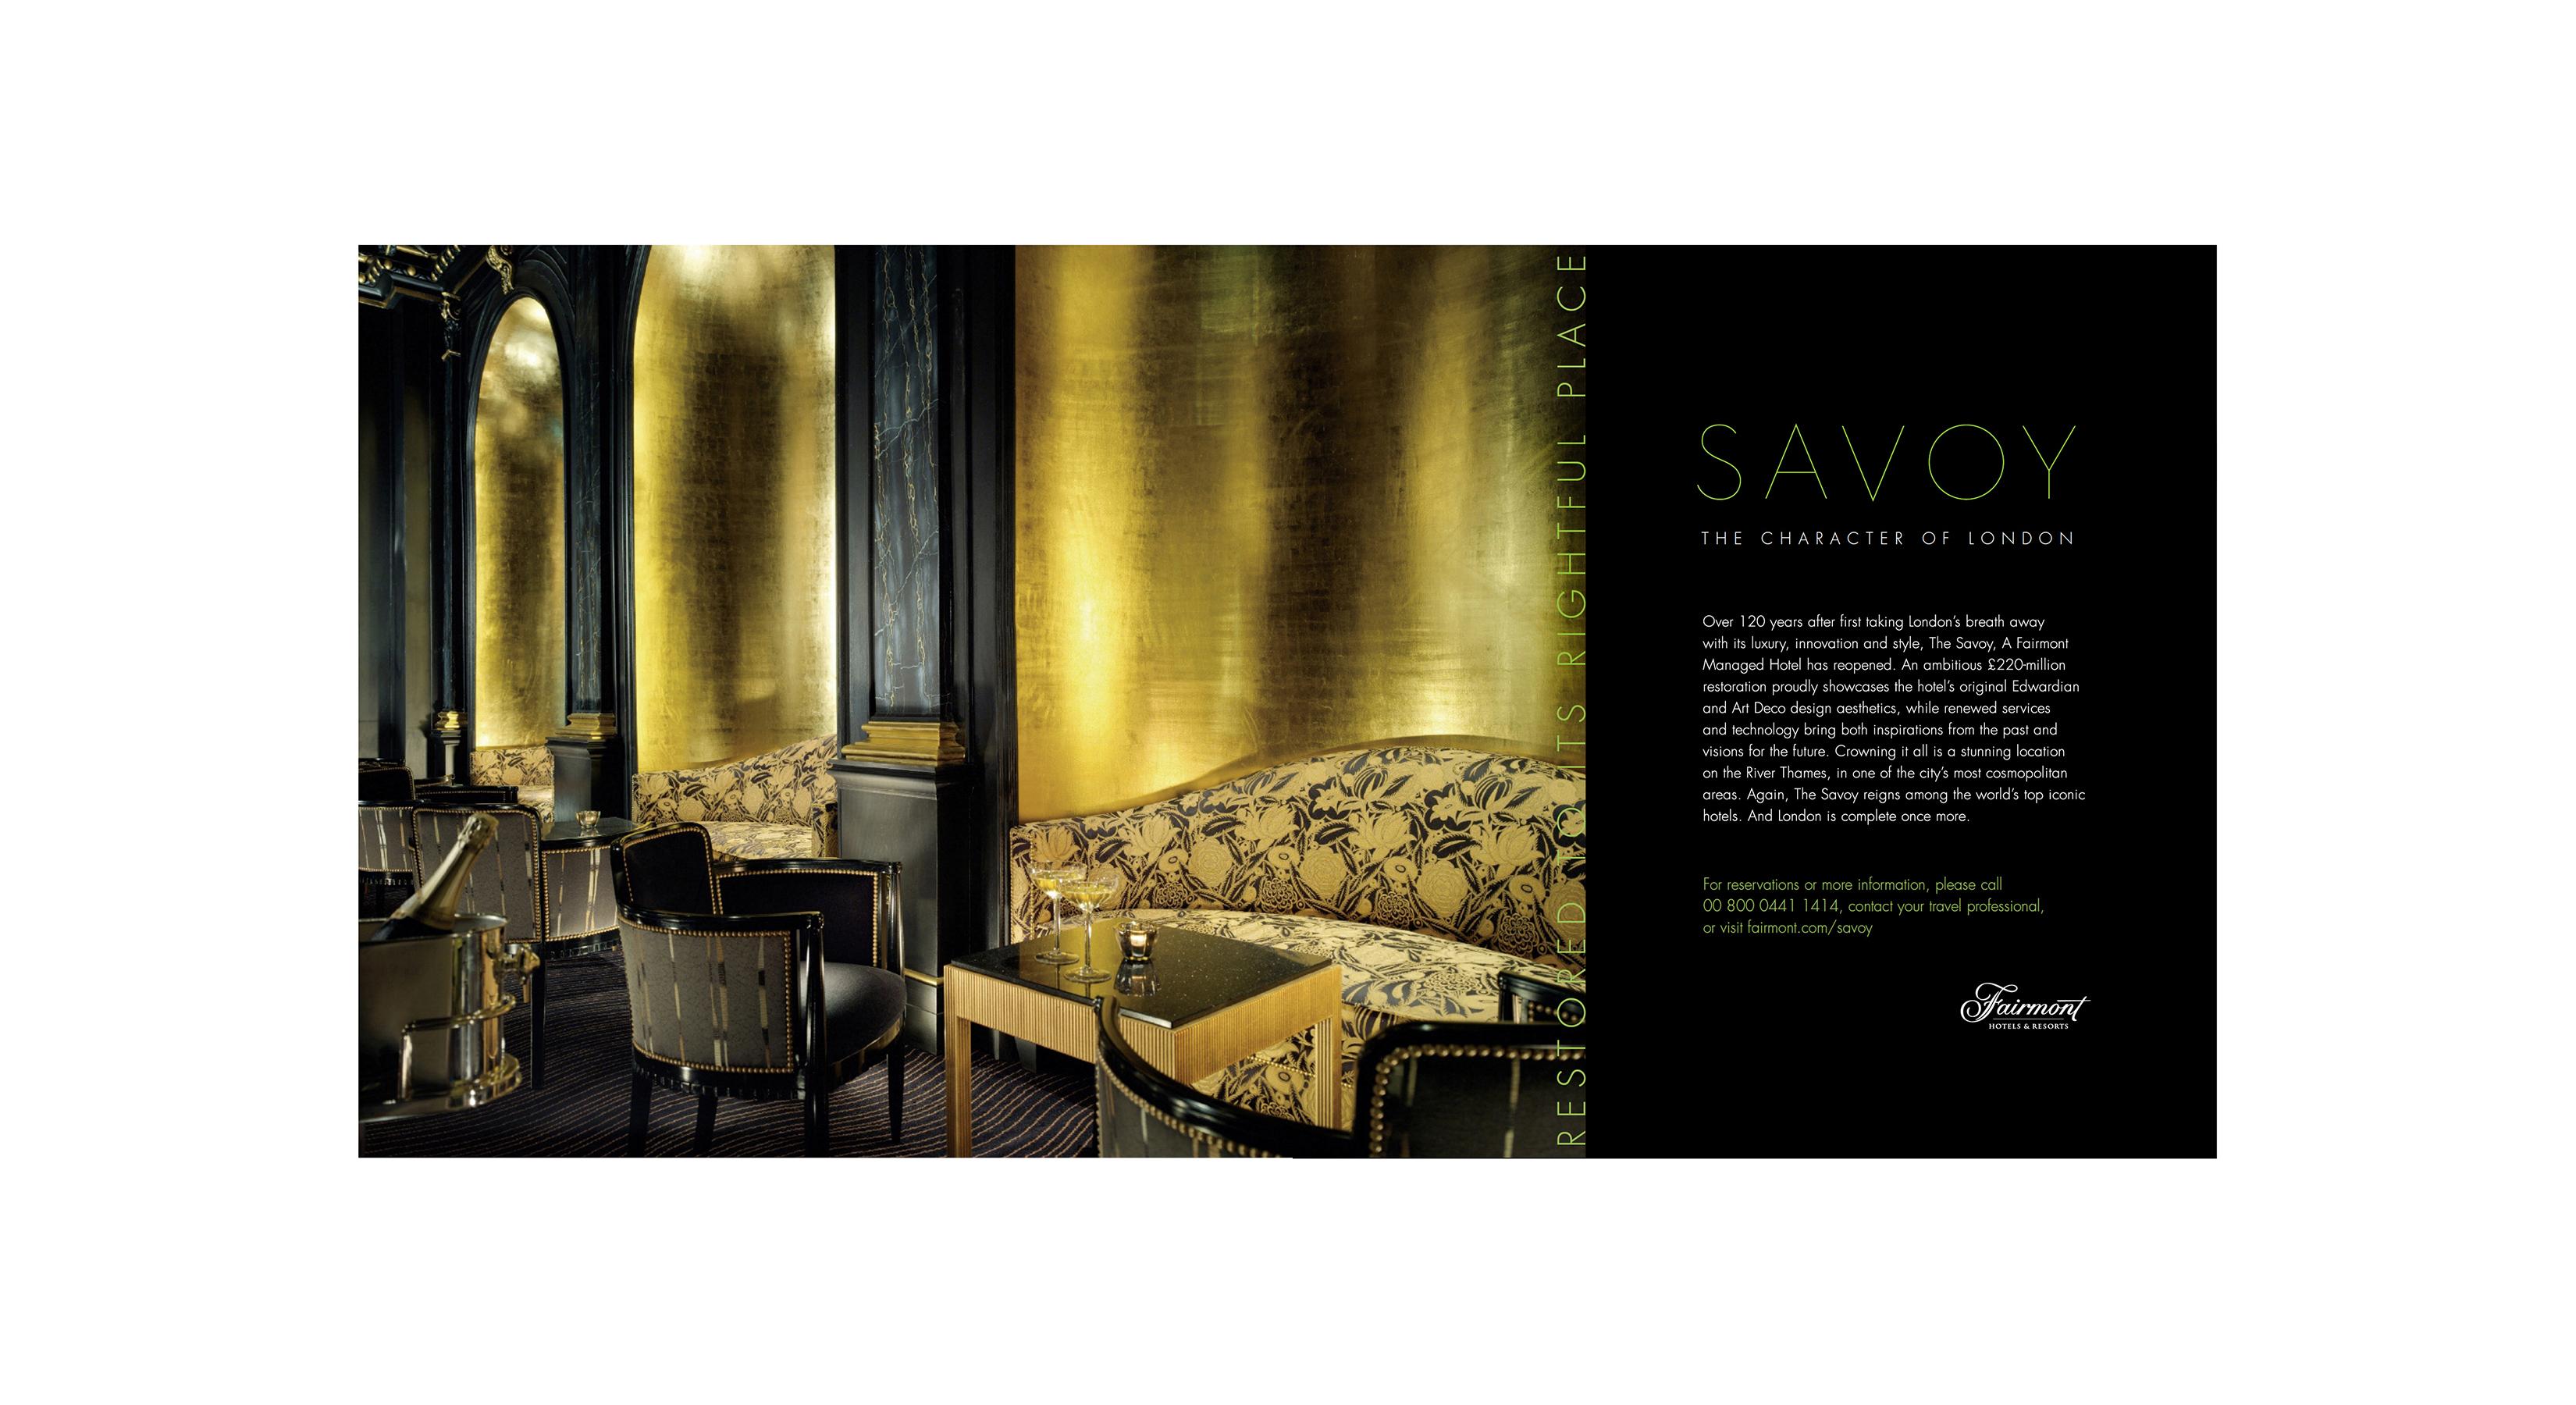 RESTORED TO ITS RIGHTFUL PLACE
SAVOY
THE CHARACTER OF LONDON
Over 120 years after first taking London's breath away
with its luxury, innovation and style, The Savoy, A Fairmont
Managed Hotel has reopened. An ambitious £220-million
restoration proudly showcases the hotel's original Edwardian
and Art Deco design aesthetics, while renewed services
and technology bring both inspirations from the past and
visions for the future. Crowning it all is a stunning location
on the River Thames, in one of the city's most cosmopolitan
areas. Again, The Savoy reigns among the world's top iconic
hotels. And London is complete once more.
For reservations or more information, please call
00 800 0441 1414, contact your travel professional,
or visit fairmont.com/savoy
Fairmont
HOTELS & RESORTS